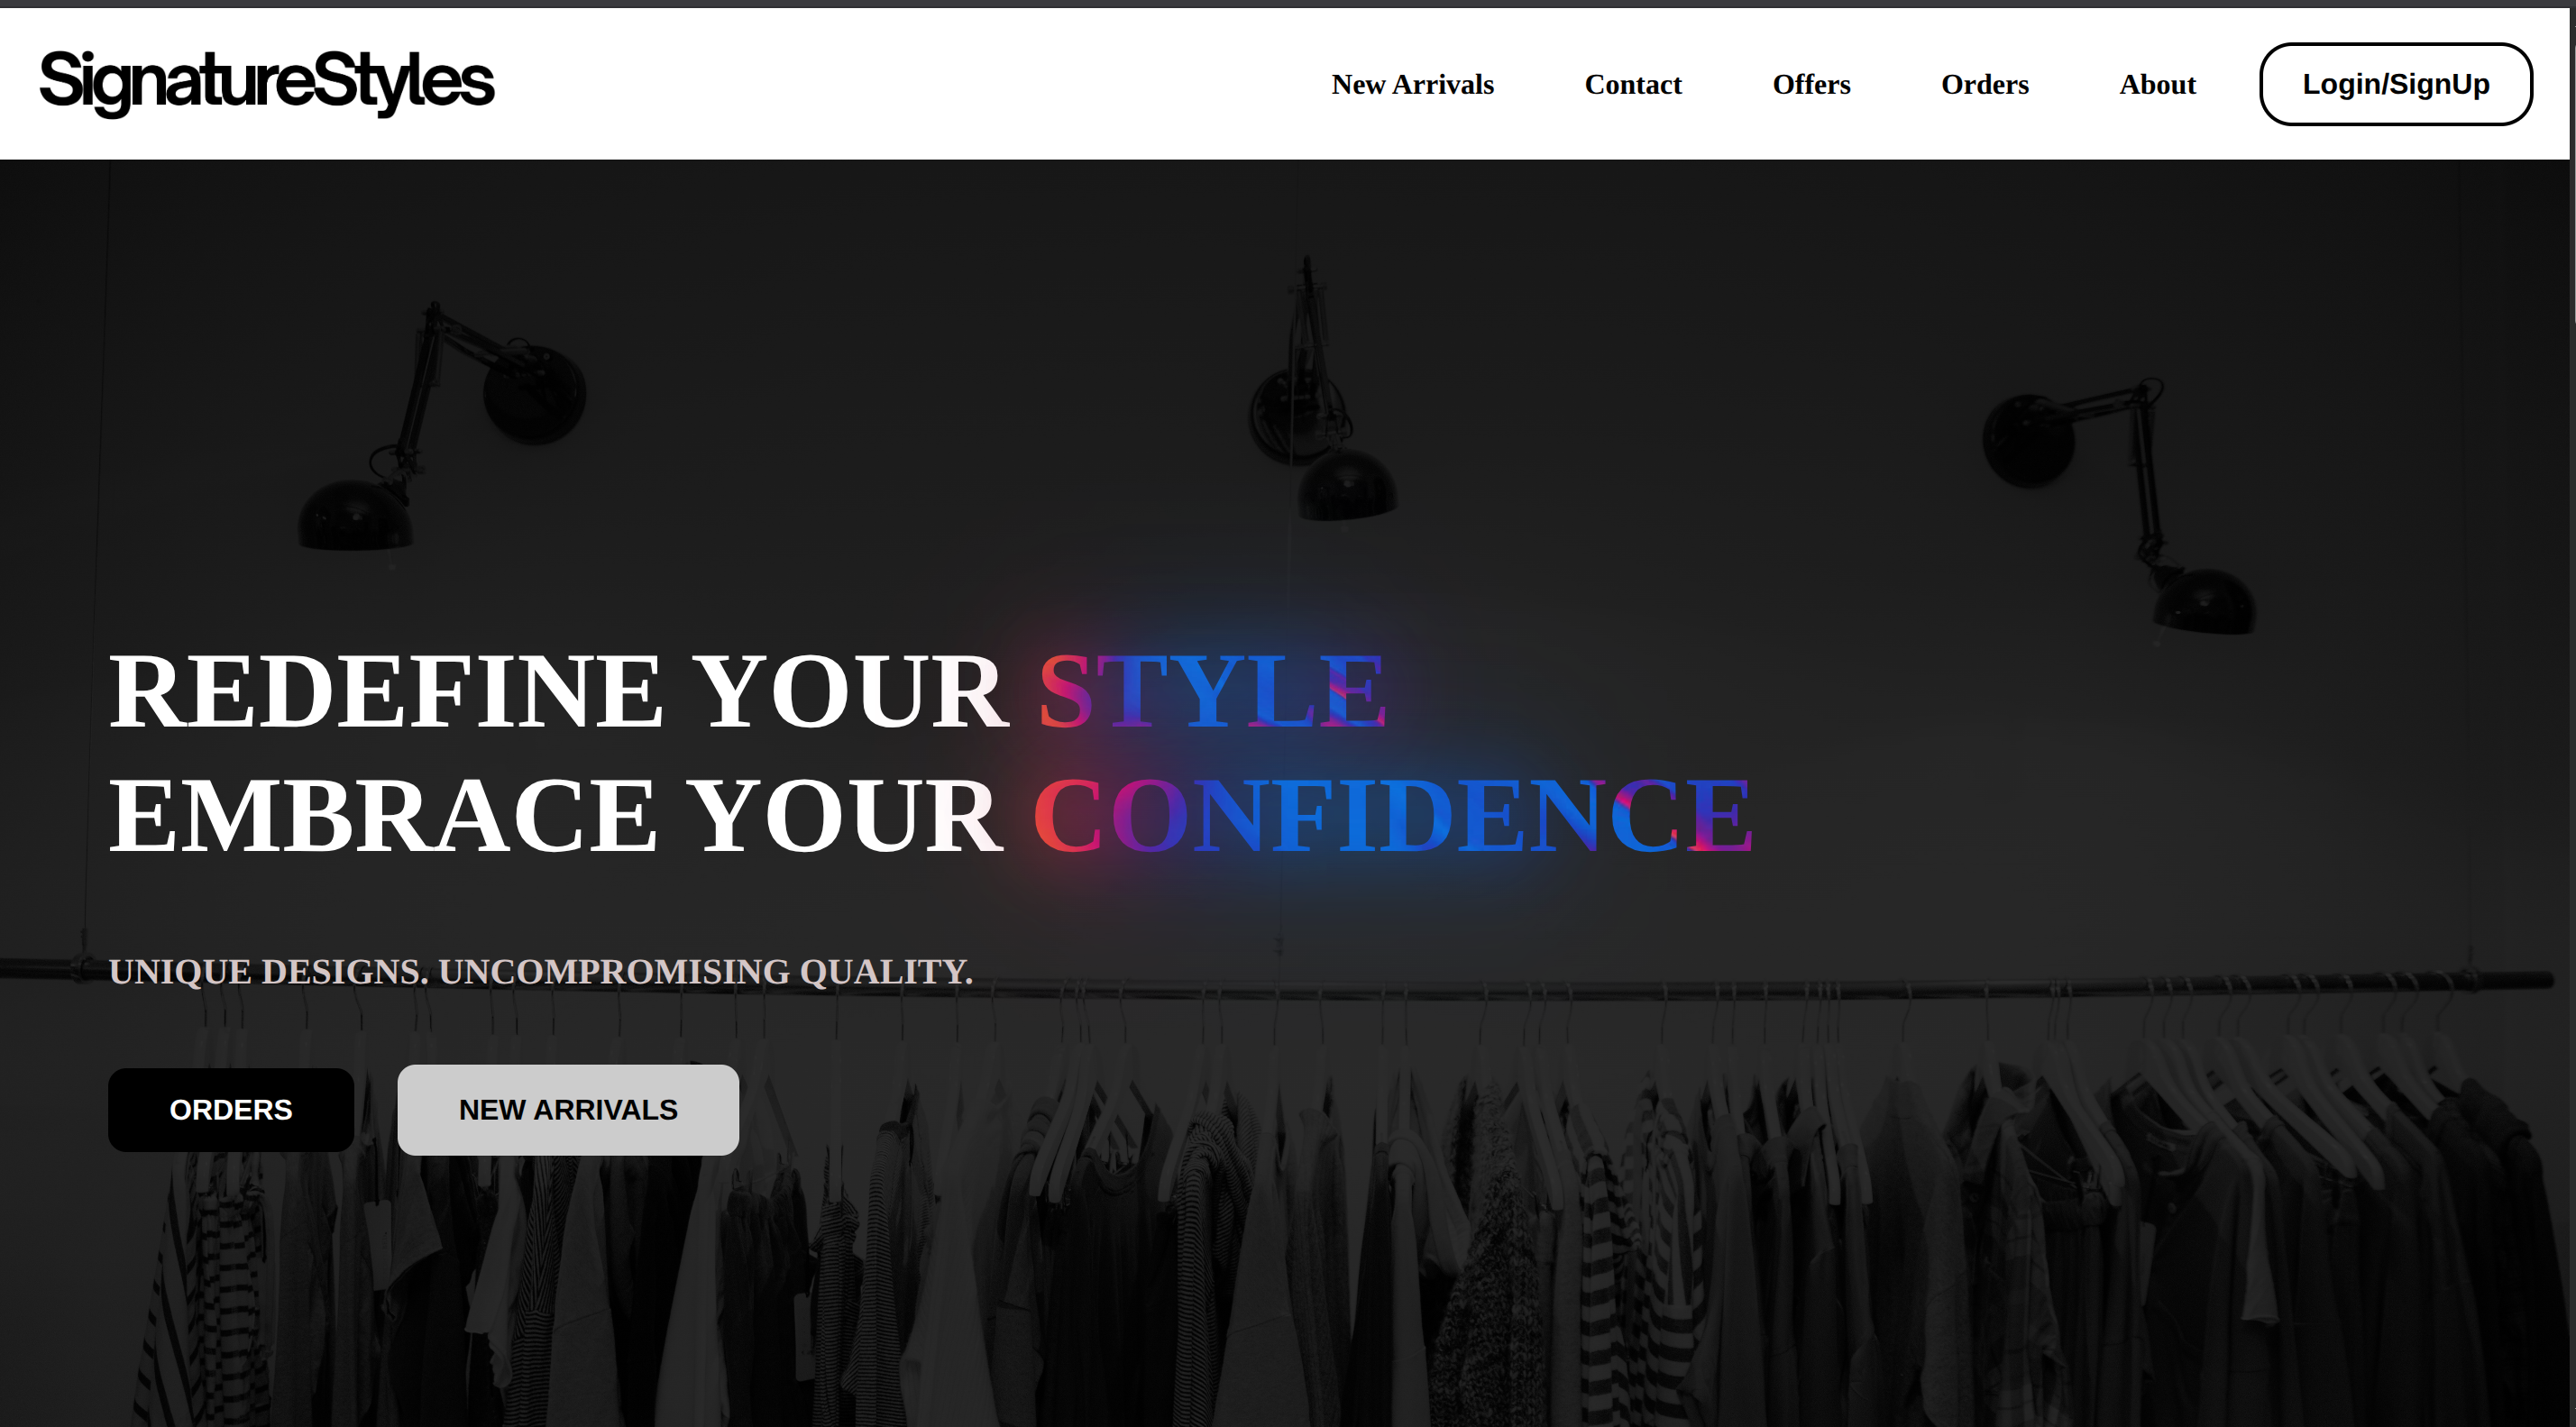 SignatureStyles
New Arrivals Contact Offers Orders About Login/SignUp
REDEFINE YOUR STYLE
EMBRACE YOUR CONFIDENCE
UNIQUE DESIGNS. UNCOMPROMISING QUALITY.
ORDERS NEW ARRIVALS